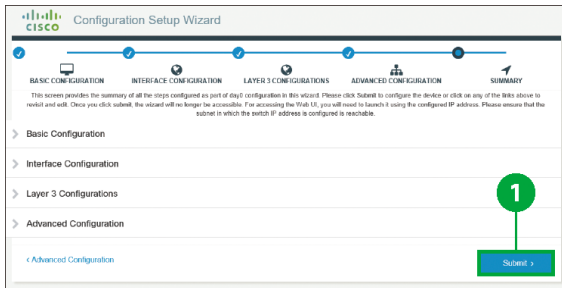 CISCO
Configuration Setup Wizard
BASIC CONFIGURATION INTERFACE CONFIGURATION LAYER 3 CONFIGURATIONS ADVANCED CONFIGURATION SUMMARY
This screen provides the summary of all the steps configured as part of day0 configuration in this wizard. Please click Submit to configure the device or click on any of the links above to
revisit and edit. Once you click submit, the wizard will no longer be accessible. For accessing the Web UI, you will need to launch it using the configured IP address. Please ensure that the
subnet in which the switch IP address is configured is reachable.
Basic Configuration
Interface Configuration
Layer 3 Configurations
1
Advanced Configuration
‹ Advanced Configuration
Submit ›